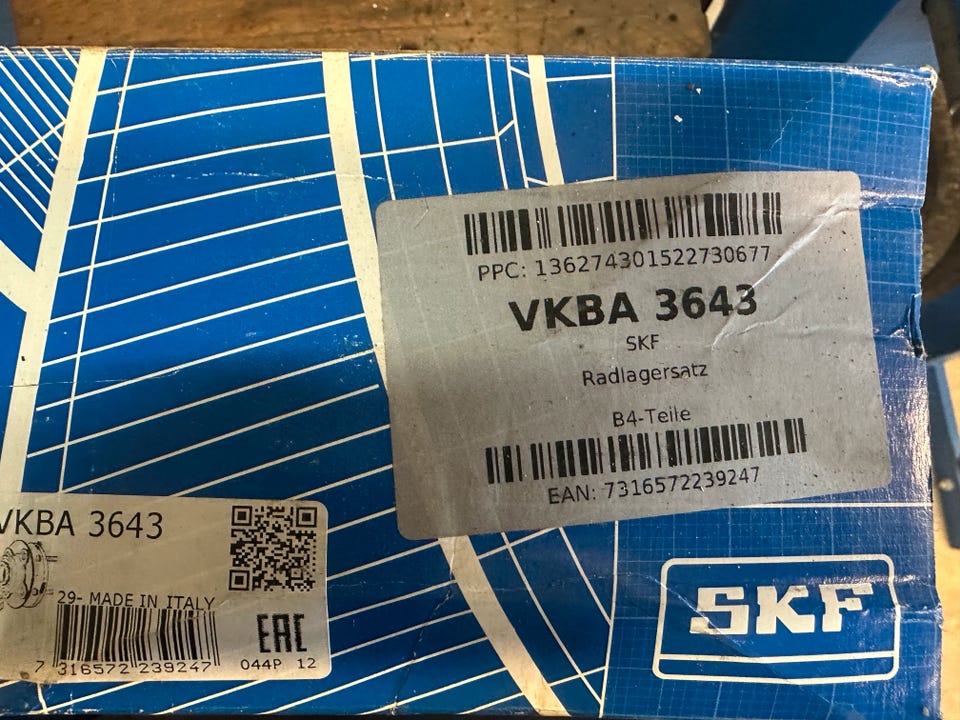 PPC: 136274301522730677
VKBA 3643
SKF
Radlagersatz
B4-Teile
EAN: 7316572239247
VKBA 3643
29- MADE IN ITALY
EAC
7 316572 239247
044P 12
SKF